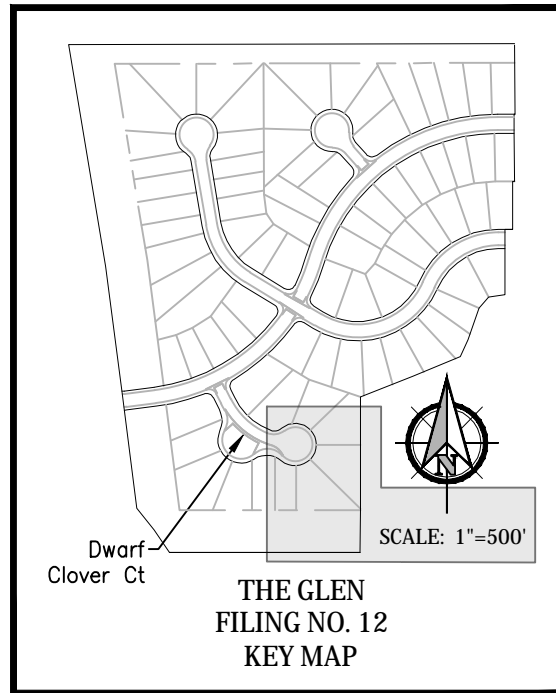 Dwarf
Clover Ct
N
SCALE: 1"=500'
THE GLEN
FILING NO. 12
KEY MAP